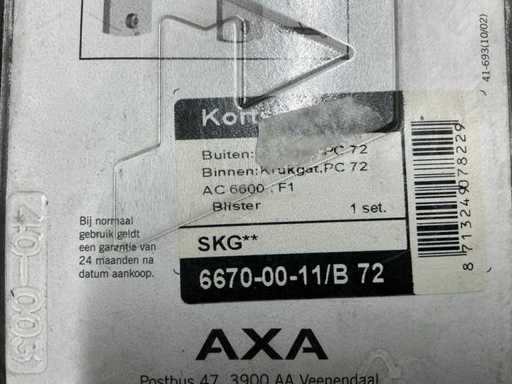 41-693(10/02)
Kort
Buiten: PC 72
Binnen:Krukgat.PC 72
AC 6600 . F1
Blister 1 set.
SKG**
6670-00-11/B 72
8 713249 078229
Bij normaal
gebruik geldt
een garantie van
24 maanden na
datum aankoop.
AXA
Postbus 47, 3900 AA Veenendaal